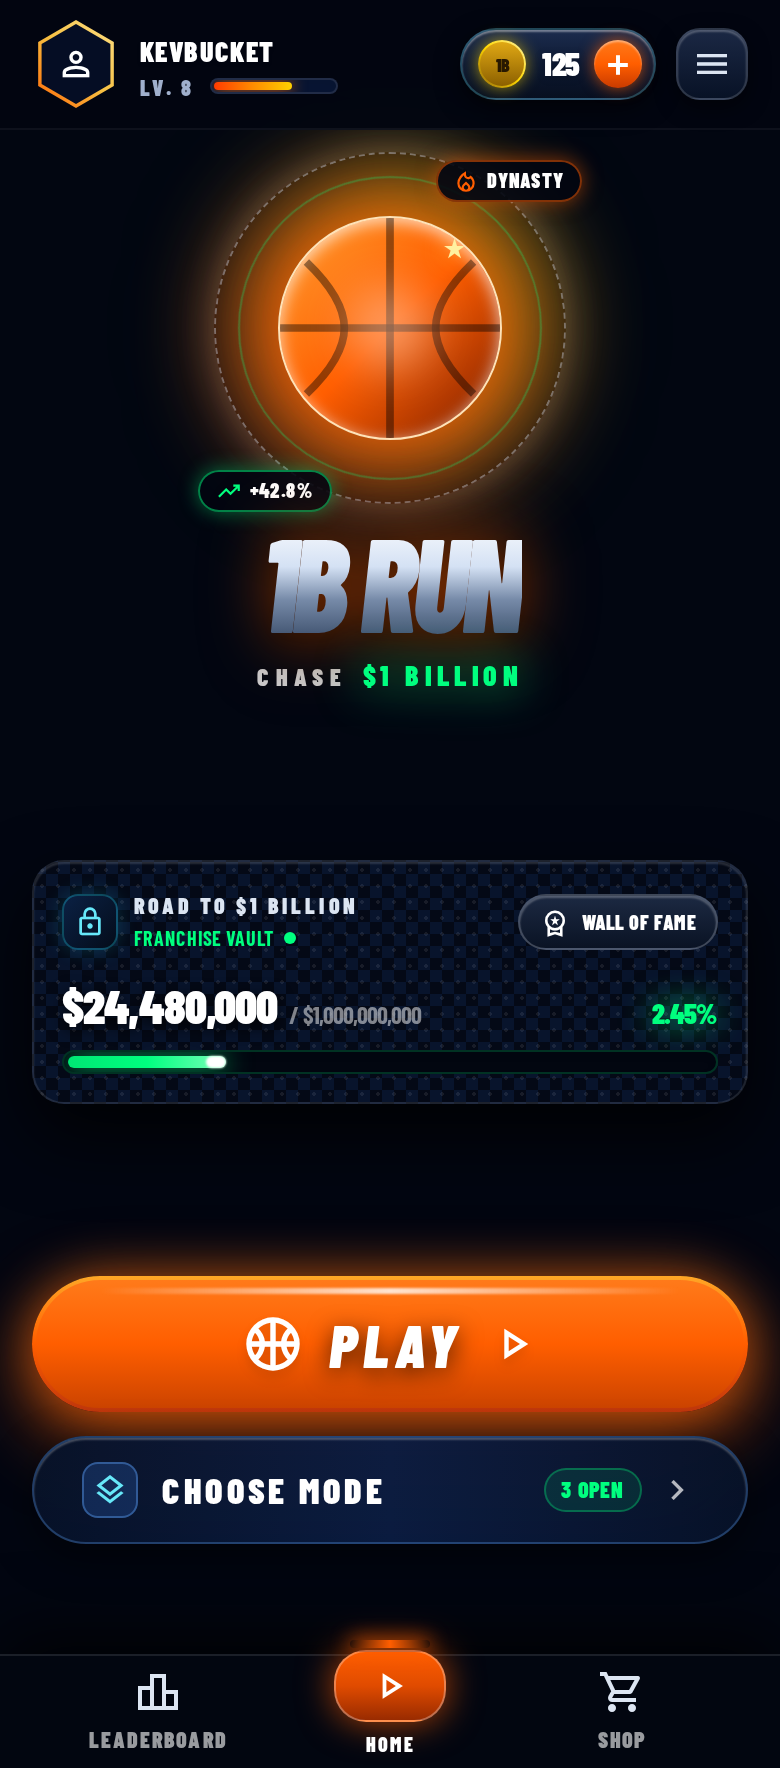 KEVBUCKET
LV. 8
1B
125
DYNASTY
+42.8%
1B RUN
CHASE $1 BILLION
ROAD TO $1 BILLION
FRANCHISE VAULT
WALL OF FAME
$24,480,000 / $1,000,000,000
2.45%
PLAY
CHOOSE MODE
3 OPEN
LEADERBOARD
HOME
SHOP